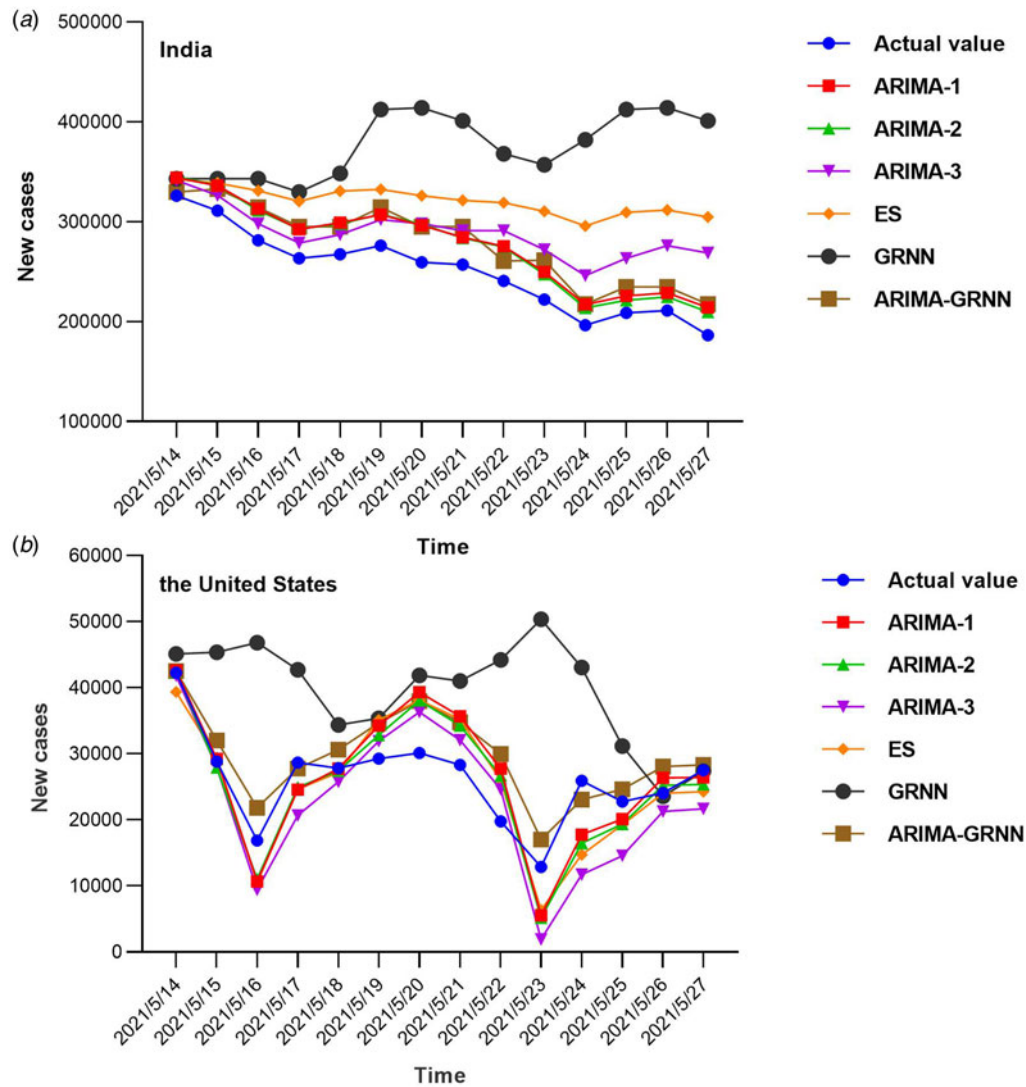 (a)
500000
400000
300000
200000
100000
New cases
India
Actual value
ARIMA-1
ARIMA-2
ARIMA-3
ES
GRNN
ARIMA-GRNN
2021/5/14
2021/5/15
2021/5/16
2021/5/17
2021/5/18
2021/5/19
2021/5/20
2021/5/21
2021/5/22
2021/5/23
2021/5/24
2021/5/25
2021/5/26
2021/5/27
Time
(b)
60000
50000
40000
30000
20000
10000
0
New cases
the United States
Actual value
ARIMA-1
ARIMA-2
ARIMA-3
ES
GRNN
ARIMA-GRNN
2021/5/14
2021/5/15
2021/5/16
2021/5/17
2021/5/18
2021/5/19
2021/5/20
2021/5/21
2021/5/22
2021/5/23
2021/5/24
2021/5/25
2021/5/26
2021/5/27
Time